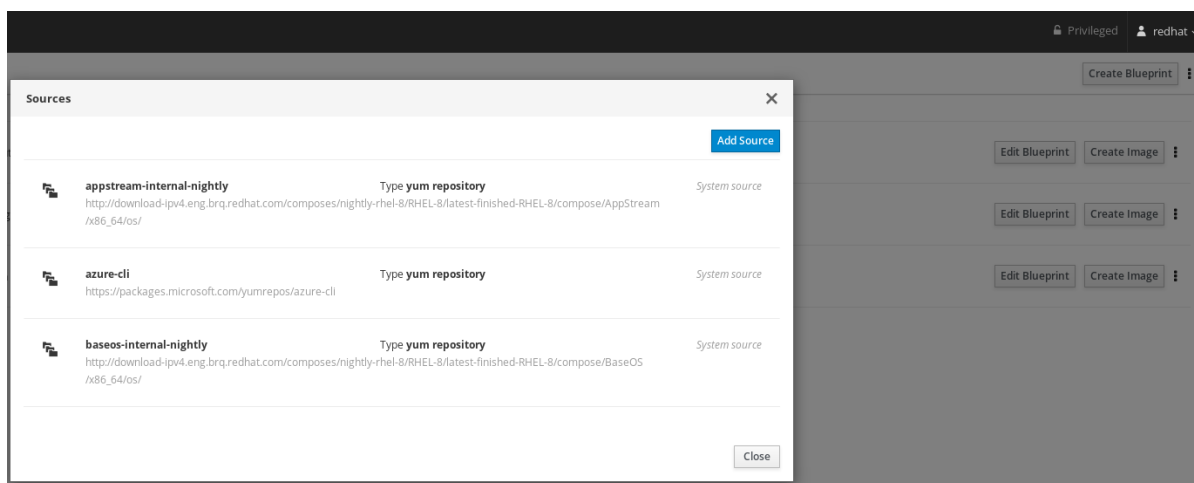 Privileged redhat
Create Blueprint
Sources
Add Source
appstream-internal-nightly Type yum repository System source
http://download-ipv4.eng.brq.redhat.com/composes/nightly-rhel-8/RHEL-8/latest-finished-RHEL-8/compose/AppStream
/x86_64/os/
Edit Blueprint Create Image
Edit Blueprint Create Image
azure-cli Type yum repository System source
https://packages.microsoft.com/yumrepos/azure-cli
Edit Blueprint Create Image
baseos-internal-nightly Type yum repository System source
http://download-ipv4.eng.brq.redhat.com/composes/nightly-rhel-8/RHEL-8/latest-finished-RHEL-8/compose/BaseOS
/x86_64/os/
Close